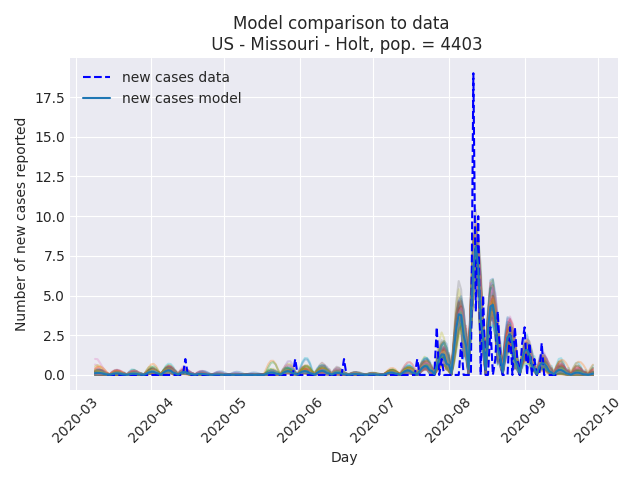 Model comparison to data
US - Missouri - Holt, pop. = 4403
new cases data
new cases model
17.5
15.0
12.5
10.0
7.5
5.0
2.5
0.0
Number of new cases reported
2020-03
2020-04
2020-05
2020-06
2020-07
2020-08
2020-09
2020-10
Day